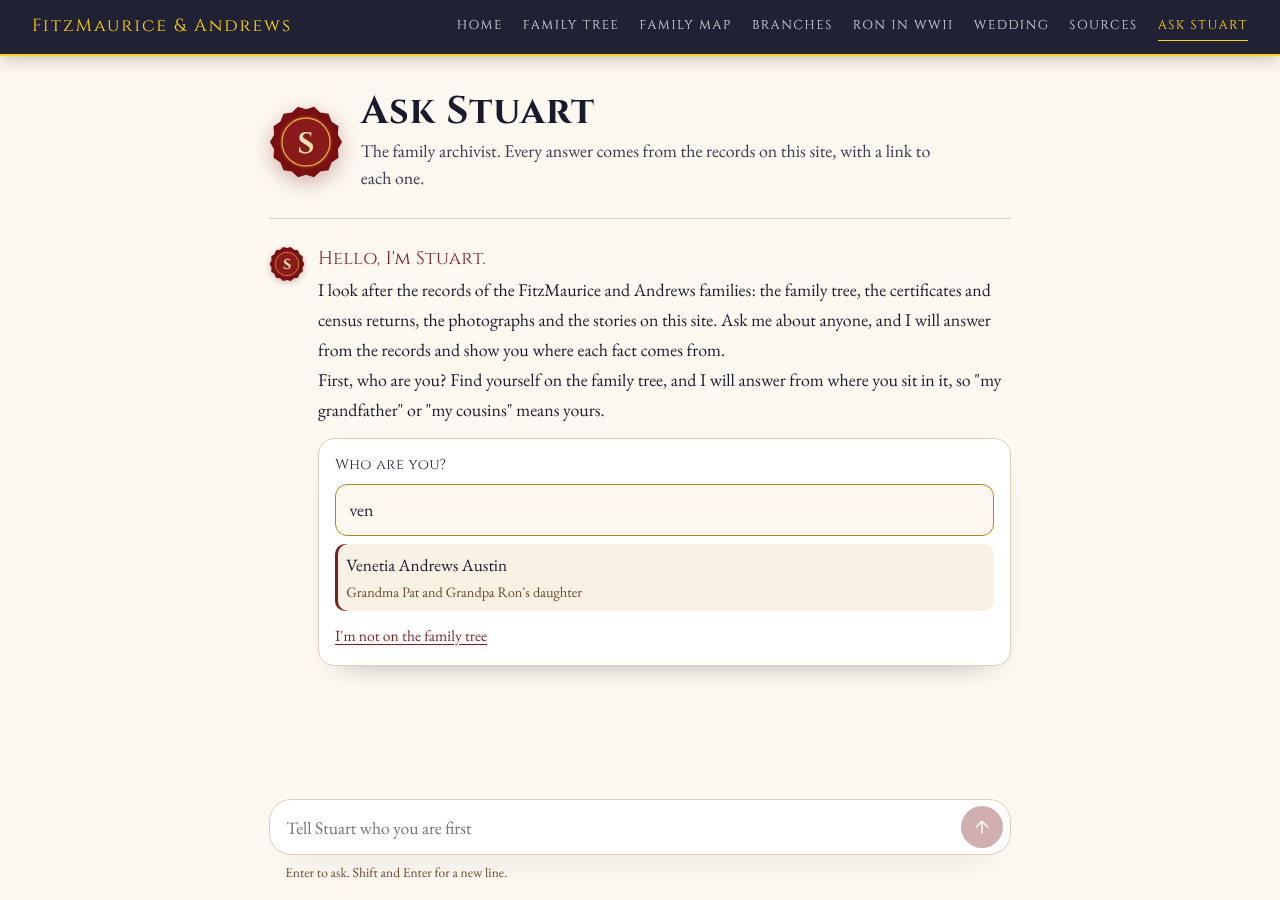 FitzMaurice & Andrews
HOME FAMILY TREE FAMILY MAP BRANCHES RON IN WWII WEDDING SOURCES ASK STUART
S
Ask Stuart
The family archivist. Every answer comes from the records on this site, with a link to
each one.
S
Hello, I'm Stuart.
I look after the records of the FitzMaurice and Andrews families: the family tree, the certificates and
census returns, the photographs and the stories on this site. Ask me about anyone, and I will answer
from the records and show you where each fact comes from.
First, who are you? Find yourself on the family tree, and I will answer from where you sit in it, so "my
grandfather" or "my cousins" means yours.
Who are you?
ven
Venetia Andrews Austin
Grandma Pat and Grandpa Ron's daughter
I'm not on the family tree
Tell Stuart who you are first
Enter to ask. Shift and Enter for a new line.